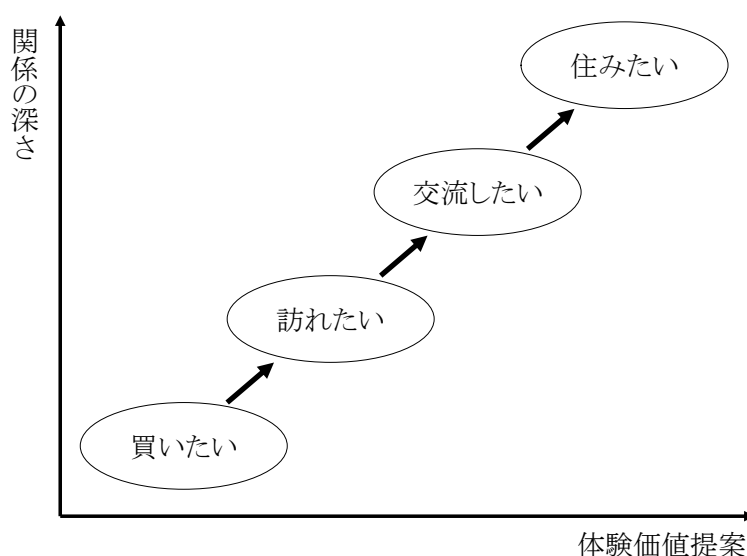 関係の深さ
住みたい
交流したい
訪れたい
買いたい
体験価値提案